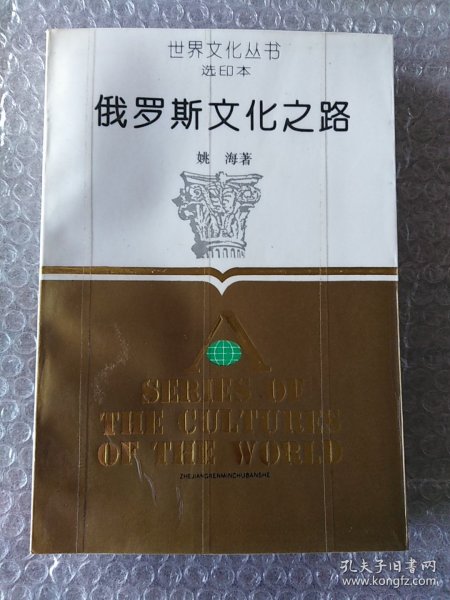 世界文化丛书
选印本
俄罗斯文化之路
姚 海著
A
SERIES OF
THE CULTURES
OF THE WORLD
ZHEJIANGRENMINCHUBANSHE
孔夫子旧书网
www.kongfz.com